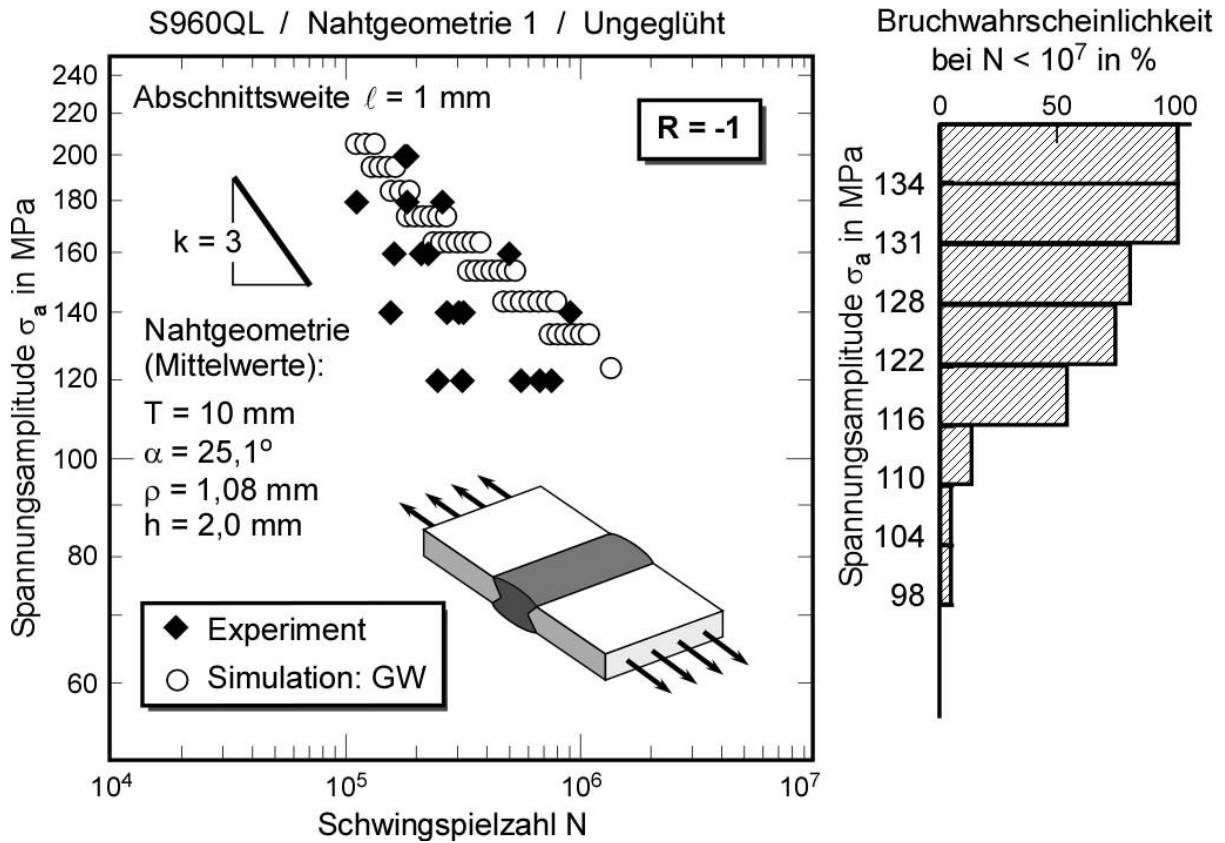 S960QL / Nahtgeometrie 1 / Ungeglüht
Abschnittsweite ℓ = 1 mm
R = -1
k = 3
Nahtgeometrie
(Mittelwerte):
T = 10 mm
α = 25,1º
ρ = 1,08 mm
h = 2,0 mm
Experiment
Simulation: GW
Spannungsamplitude σa in MPa
240
220
200
180
160
140
120
100
80
60
10⁴
10⁵
10⁶
10⁷
Schwingspielzahl N
Bruchwahrscheinlichkeit
bei N < 10⁷ in %
0
50
100
Spannungsamplitude σa in MPa
134
131
128
122
116
110
104
98